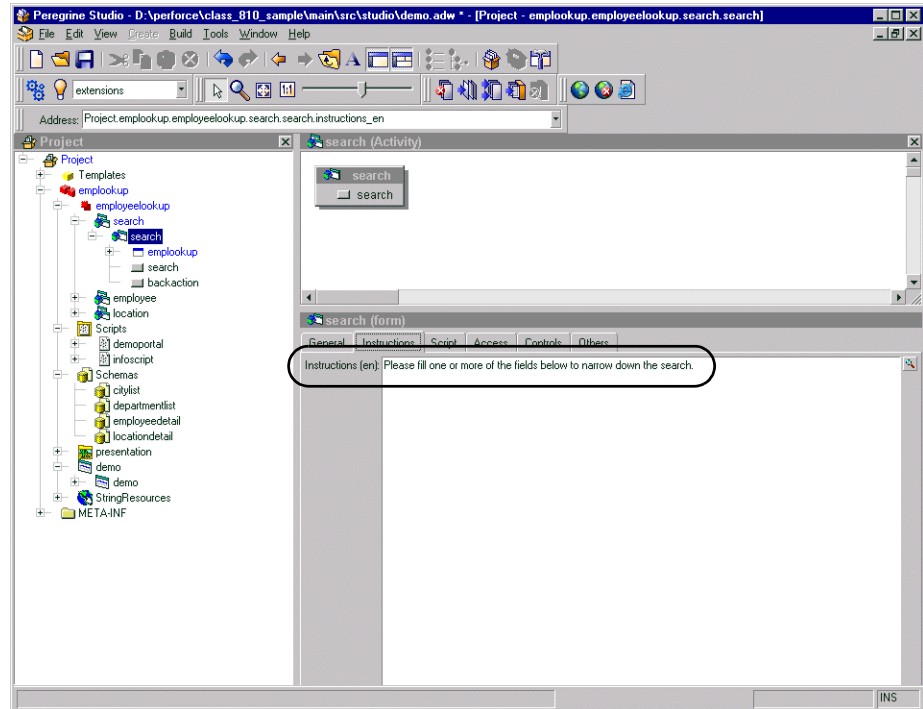 Peregrine Studio - D:\perforce\class_810_sample\main\src\studio\demo.adw * - [Project - emplookup.employeelookup.search.search]
File Edit View Create Build Tools Window Help
A
extensions 1:1
Address: Project.emplookup.employeelookup.search.search.instructions_en
Project
search (Activity)
Project
Templates
emplookup
employeelookup
search
search
emplookup
search
backaction
employee
location
Scripts
demoportal
infoscript
Schemas
citylist
departmentlist
employeedetail
locationdetail
presentation
demo
demo
StringResources
META-INF
search
search
search (form)
General Instructions Script Access Controls Others
Instructions (en): Please fill one or more of the fields below to narrow down the search.
INS